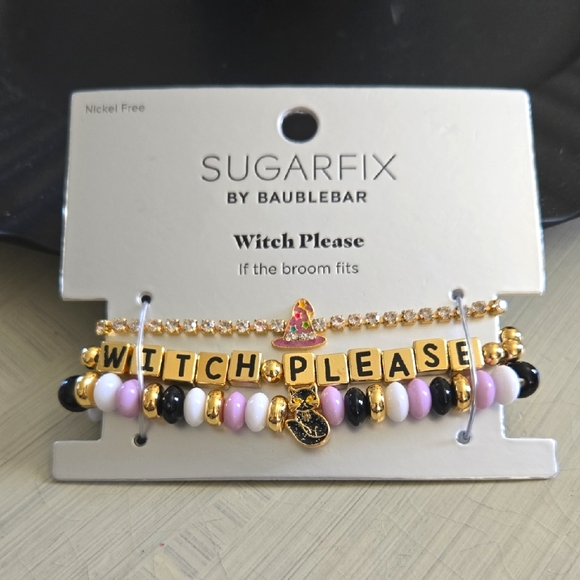 Nickel Free
SUGARFIX
BY BAUBLEBAR
Witch Please
If the broom fits
WITCH PLEASE